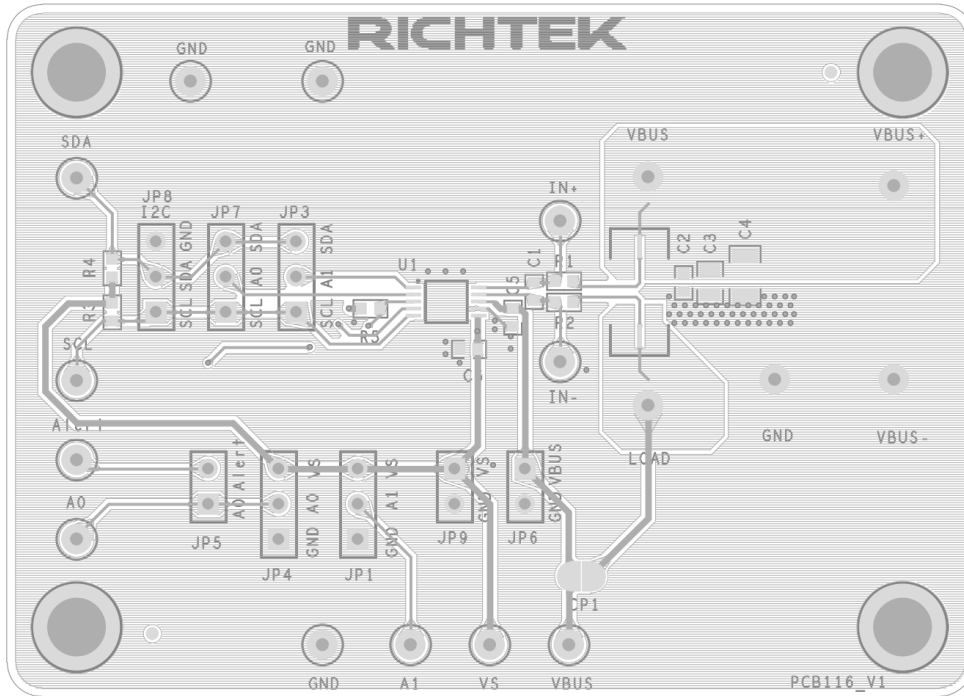 RICHTEK
GND
GND
SDA
VBUS
VBUS+
JP8
I2C
JP7
JP3
IN+
GND
SDA
SCL
SDA
A0
SCL
SDA
A1
SCL
R4
R3
U1
R5
C5
C1
R1
R2
C2
C3
C4
SCL
IN-
Alert
LOAD
GND
VBUS-
A0
Alert
A0
VS
A0
GND
VS
A1
GND
VS
GND
VBUS
GND
JP5
JP4
JP1
JP9
JP6
CP1
GND
A1
VS
VBUS
PCB116_V1